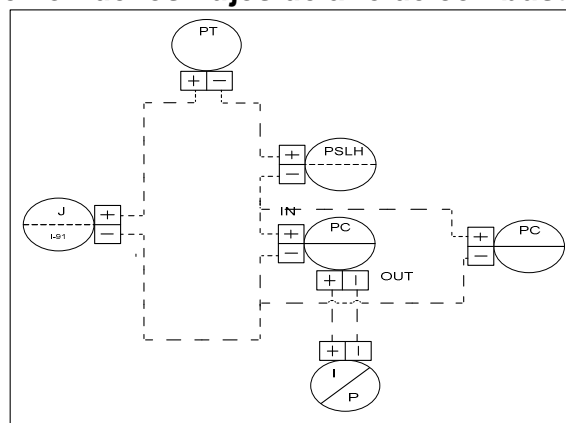 PT
+ −
+ PSLH
−
J
I-91
+
−
IN
+ PC
−
+ PC
−
+ − OUT
+ −
I
P